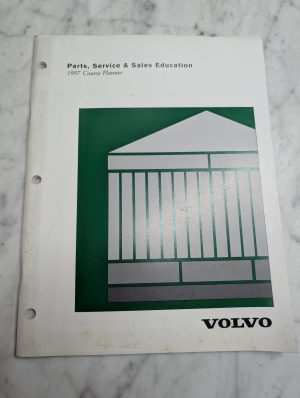 Parts, Service & Sales Education
1997 Course Planner
VOLVO